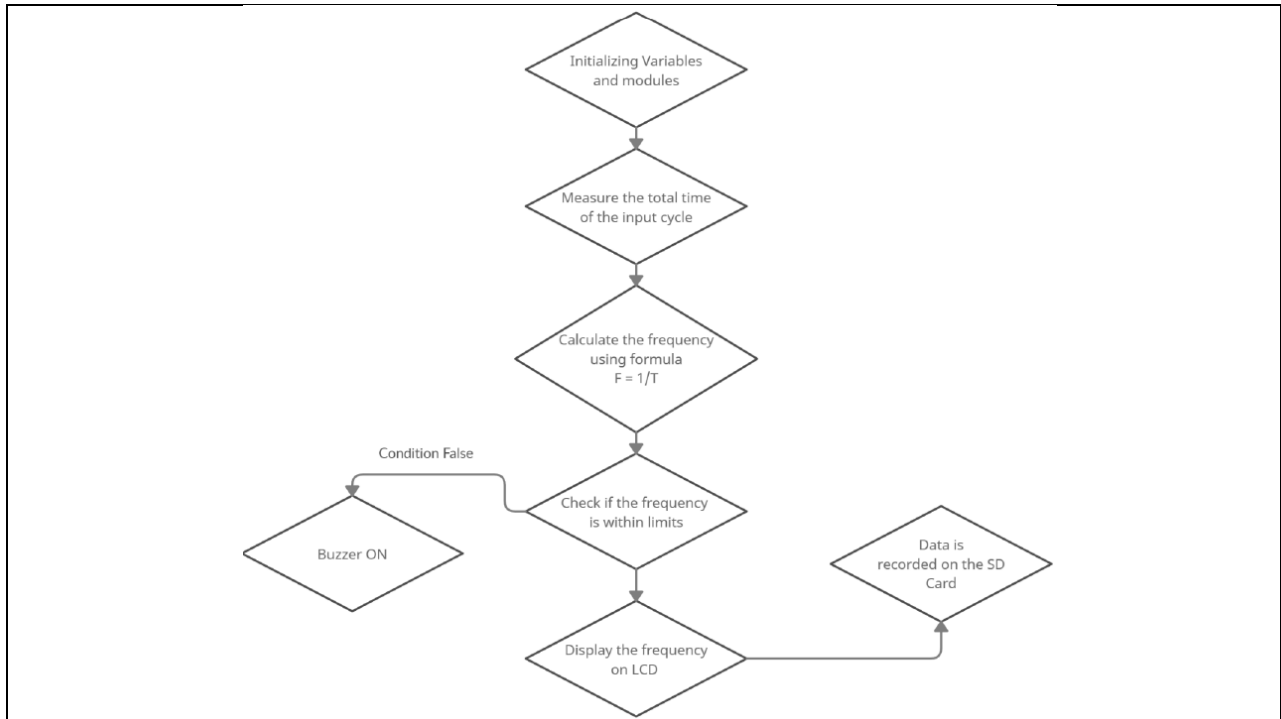 Initializing Variables
and modules
Measure the total time
of the input cycle
Calculate the frequency
using formula
F = 1/T
Condition False
Check if the frequency
is within limits
Buzzer ON
Data is
recorded on the SD
Card
Display the frequency
on LCD